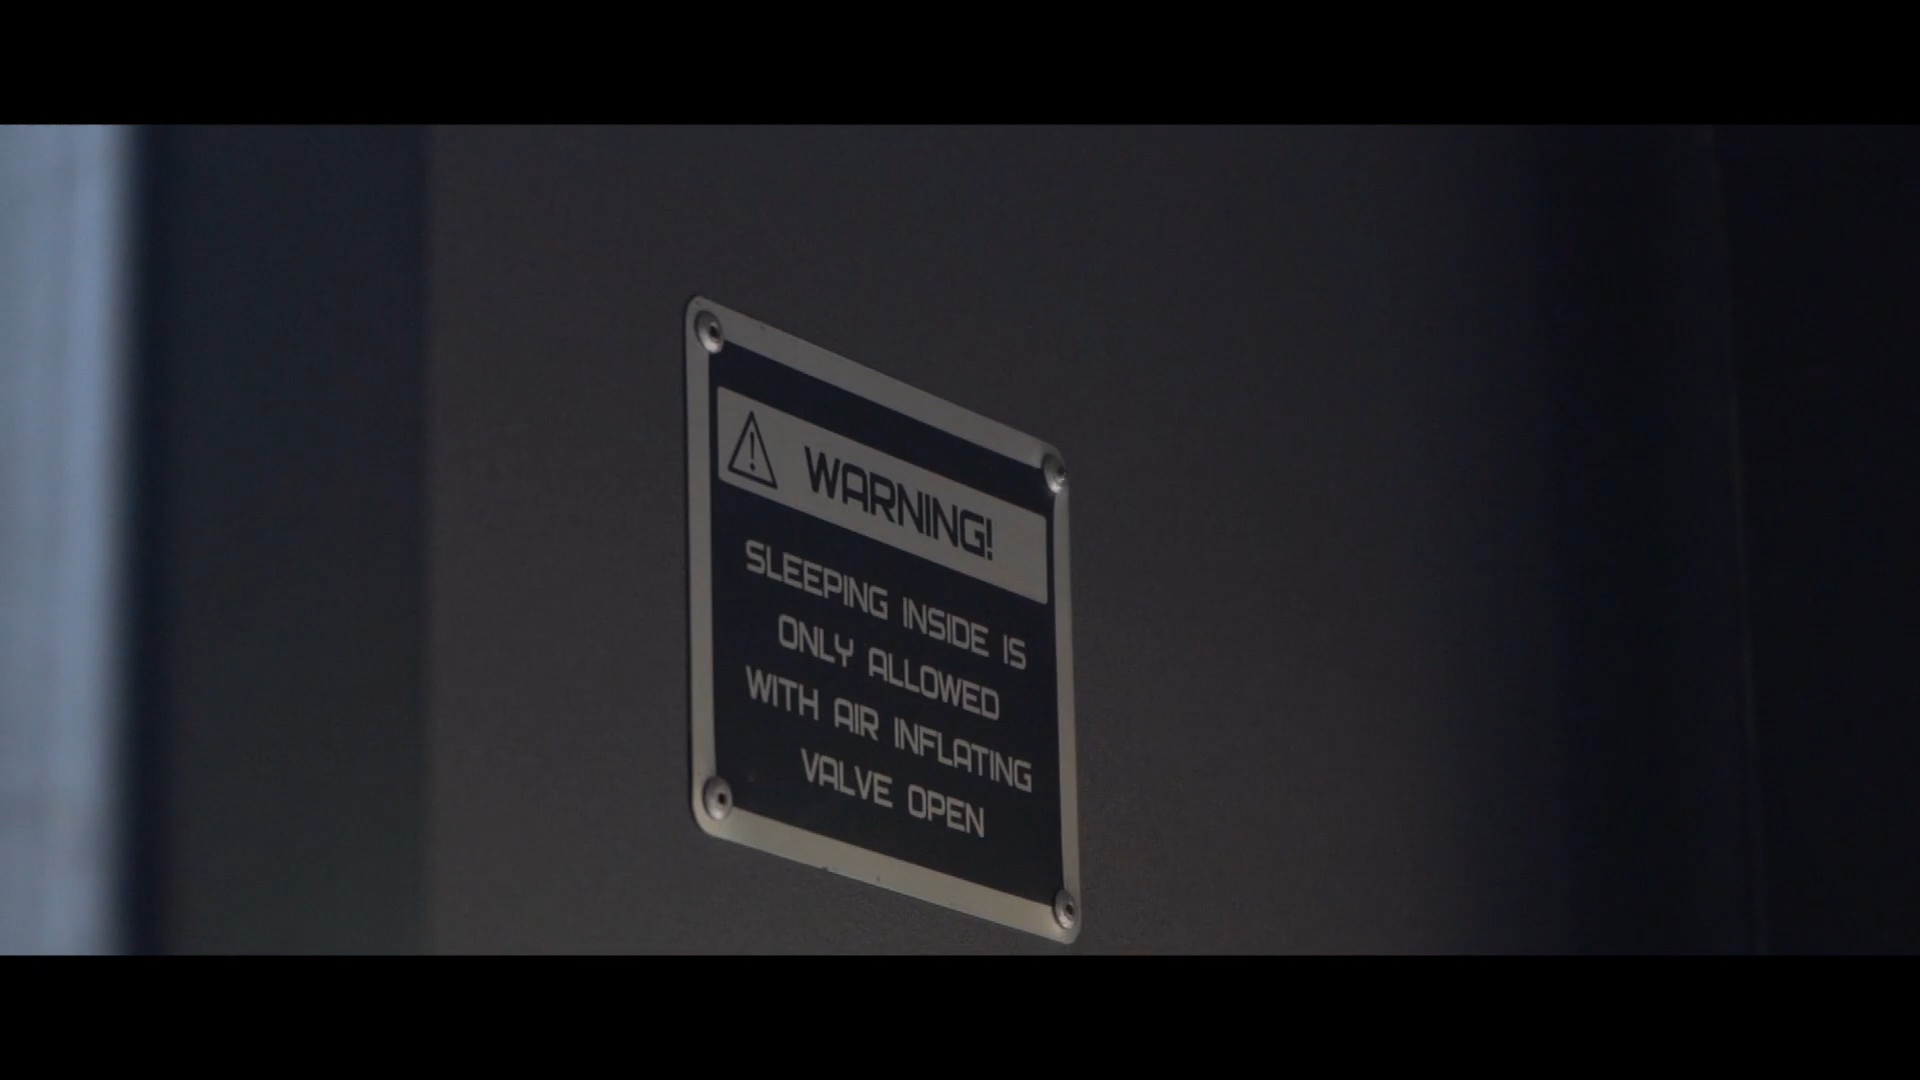 WARNING!
SLEEPING INSIDE IS
ONLY ALLOWED
WITH AIR INFLATING
VALVE OPEN